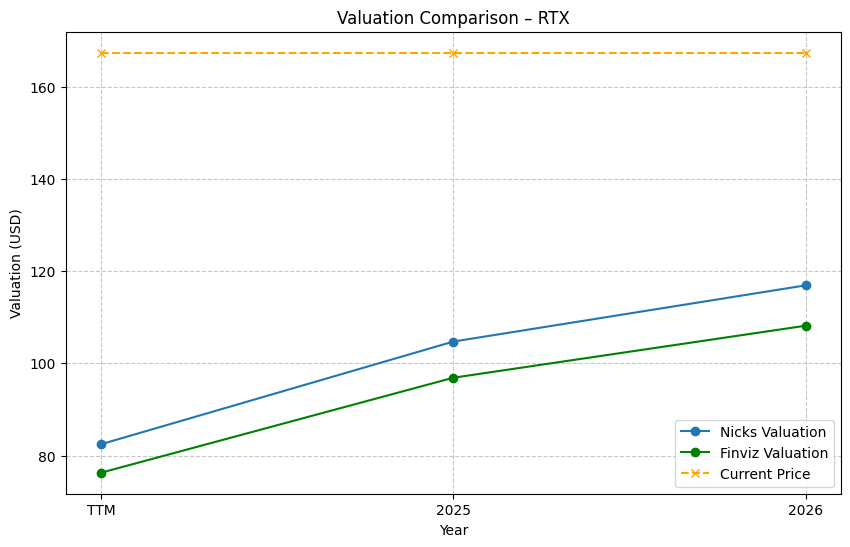 Valuation Comparison – RTX
Valuation (USD)
160
140
120
100
80
TTM
2025
2026
Year
Nicks Valuation
Finviz Valuation
Current Price